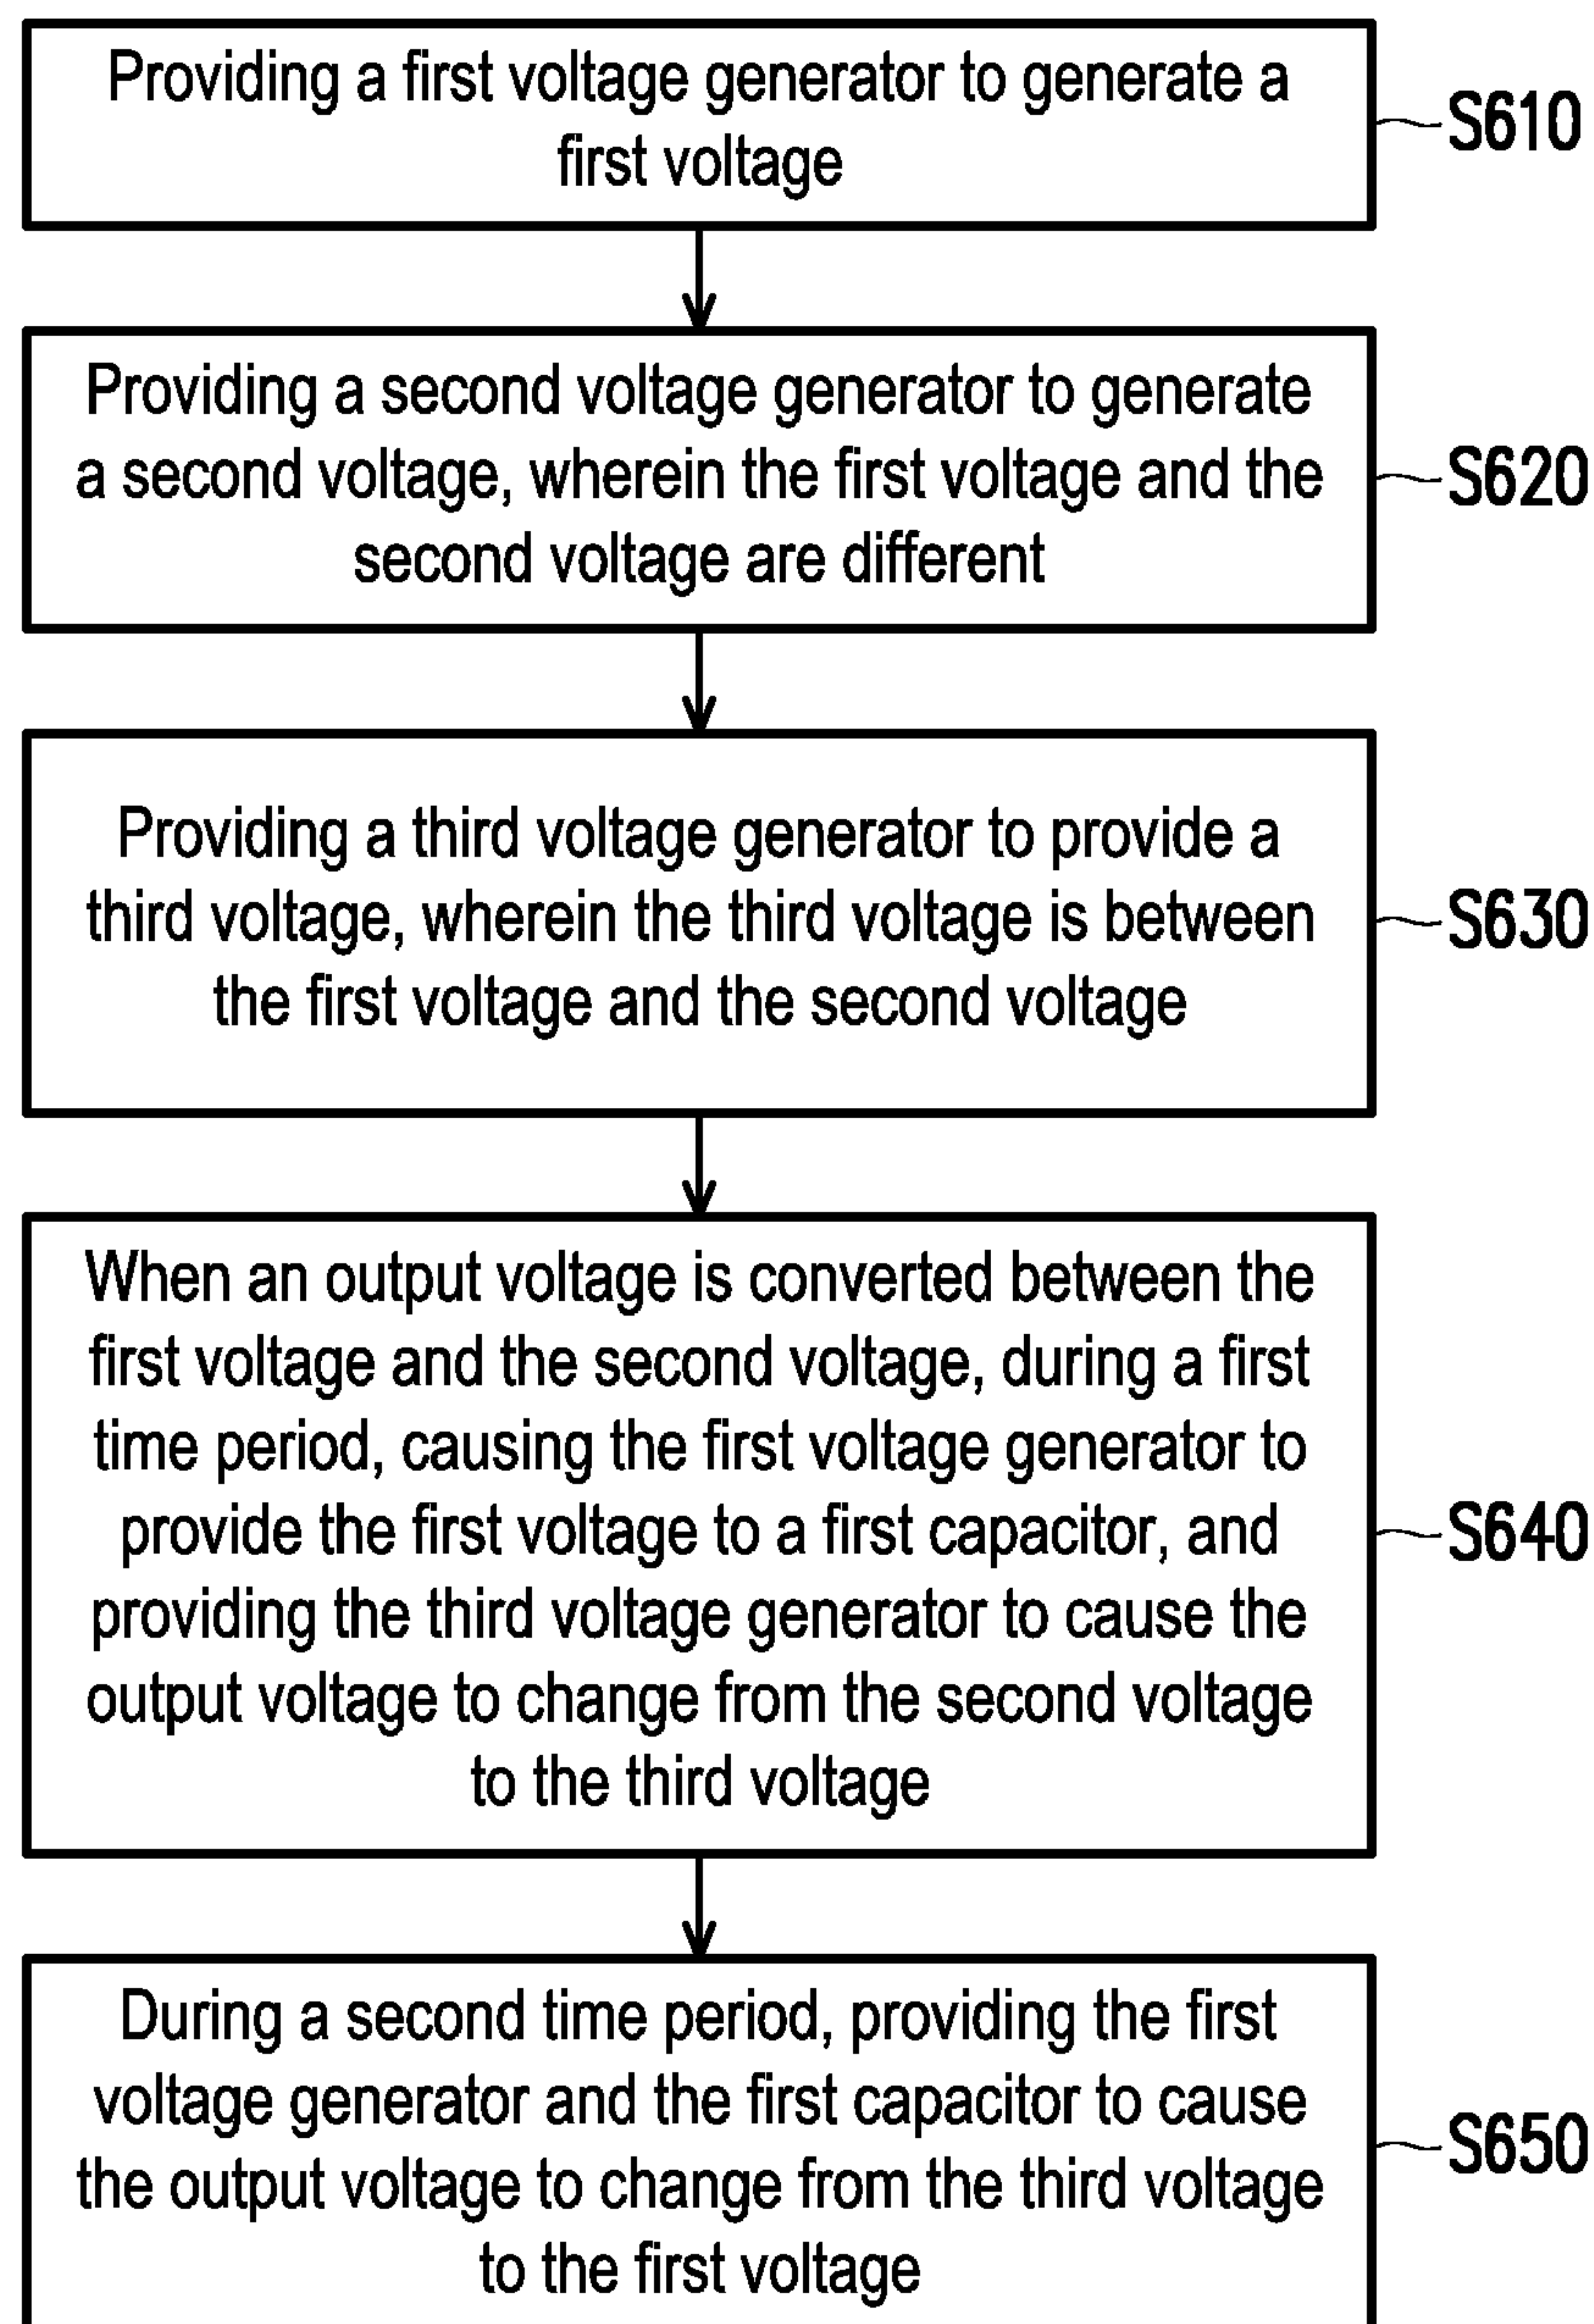 Providing a first voltage generator to generate a
first voltage
S610
Providing a second voltage generator to generate
a second voltage, wherein the first voltage and the
second voltage are different
S620
Providing a third voltage generator to provide a
third voltage, wherein the third voltage is between
the first voltage and the second voltage
S630
When an output voltage is converted between the
first voltage and the second voltage, during a first
time period, causing the first voltage generator to
provide the first voltage to a first capacitor, and
providing the third voltage generator to cause the
output voltage to change from the second voltage
to the third voltage
S640
During a second time period, providing the first
voltage generator and the first capacitor to cause
the output voltage to change from the third voltage
to the first voltage
S650